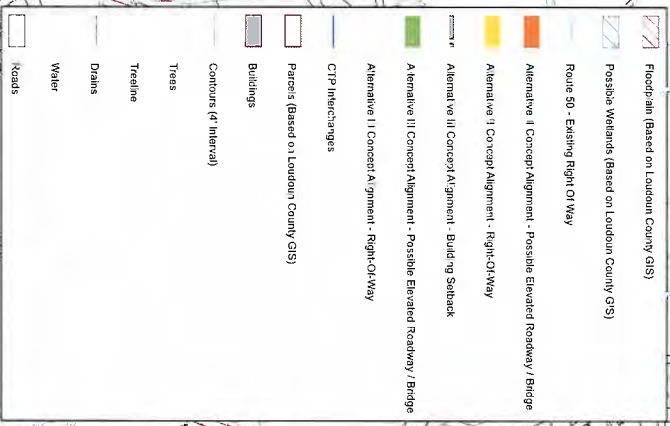 Floodplain (Based on Loudoun County GIS)
Possible Wetlands (Based on Loudoun County GIS)
Route 50 - Existing Right Of Way
Alternative II Concept Alignment - Possible Elevated Roadway / Bridge
Alternative II Concept Alignment - Right-Of-Way
Alternative III Concept Alignment - Building Setback
Alternative III Concept Alignment - Possible Elevated Roadway / Bridge
Alternative III Concept Alignment - Right-Of-Way
CTP Interchanges
Parcels (Based on Loudoun County GIS)
Buildings
Contours (4' Interval)
Trees
Treeline
Drains
Water
Roads